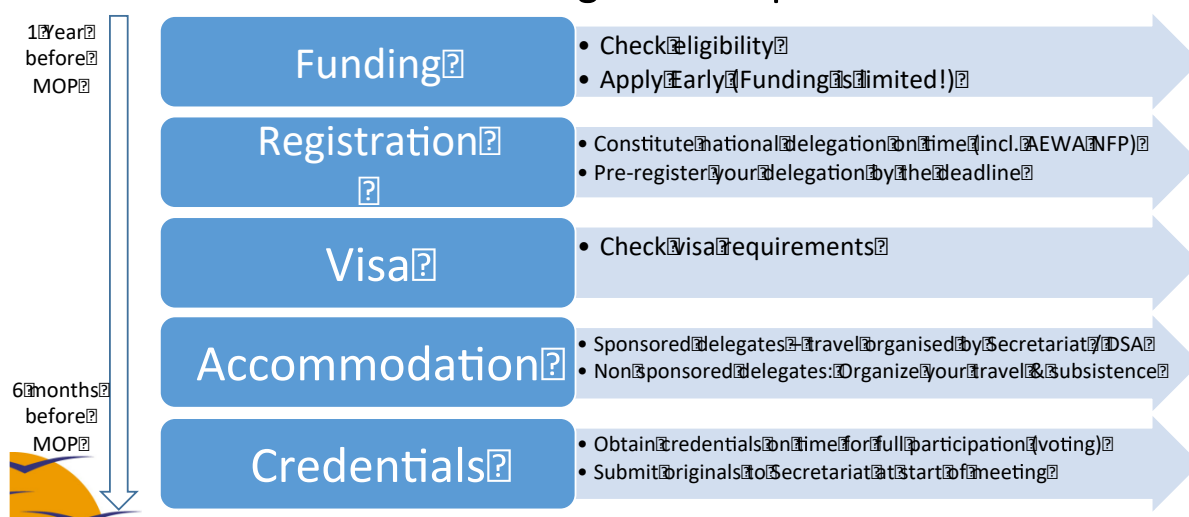 1 Year
before
MOP
Funding
• Check eligibility
• Apply Early (Funding is limited!)
Registration
• Constitute national delegation on time (incl. AEWA NFP)
• Pre-register your delegation by the deadline
Visa
• Check visa requirements
Accommodation
• Sponsored delegates – travel organised by Secretariat / DSA
• Non sponsored delegates: Organize your travel & subsistence
6 months
before
MOP
Credentials
• Obtain credentials on time for full participation (voting)
• Submit originals to Secretariat at start of meeting